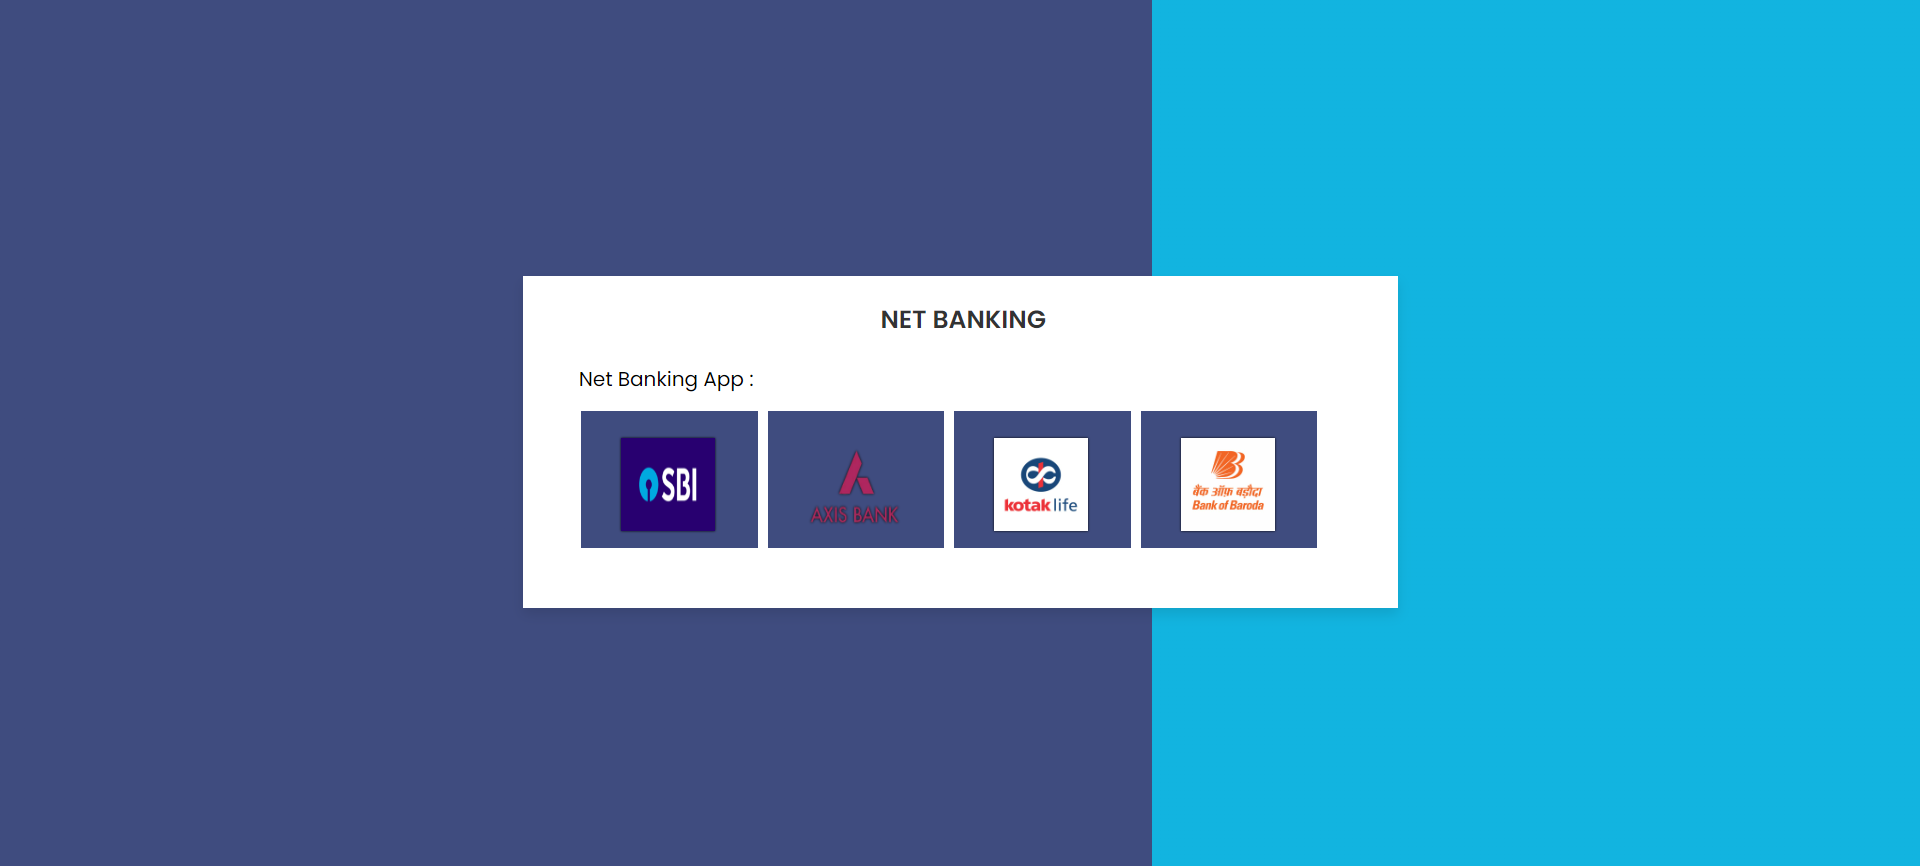 NET BANKING
Net Banking App :
SBI
AXIS BANK
kotak life
बैंक ऑफ़ बड़ौदा
Bank of Baroda